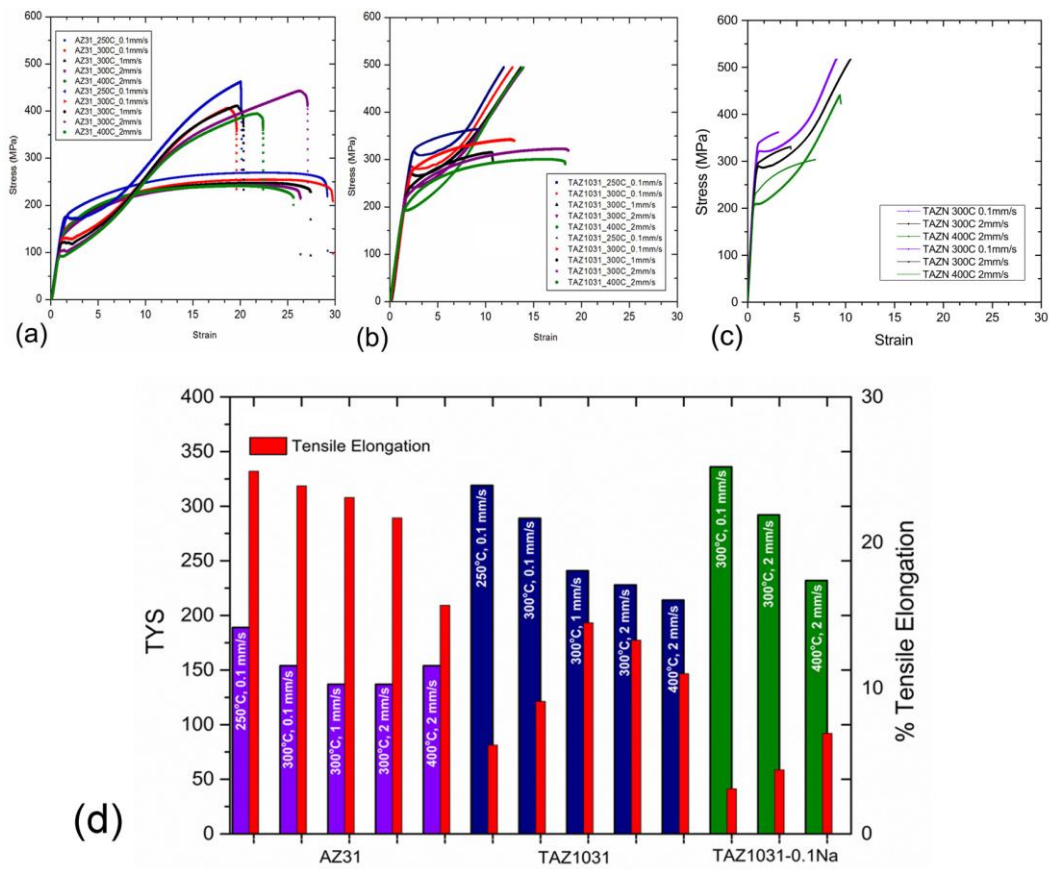 600
500
400
300
200
100
0
Stress (MPa)
AZ31_250C_0.1mm/s
AZ31_300C_0.1mm/s
AZ31_300C_1mm/s
AZ31_300C_2mm/s
AZ31_400C_2mm/s
AZ31_250C_0.1mm/s
AZ31_300C_0.1mm/s
AZ31_300C_1mm/s
AZ31_300C_2mm/s
AZ31_400C_2mm/s
0 5 10 15 20 25 30
Strain
(a)
600
500
400
300
200
100
0
Stress (MPa)
TAZ1031_250C_0.1mm/s
TAZ1031_300C_0.1mm/s
TAZ1031_300C_1mm/s
TAZ1031_300C_2mm/s
TAZ1031_400C_2mm/s
TAZ1031_250C_0.1mm/s
TAZ1031_300C_0.1mm/s
TAZ1031_300C_1mm/s
TAZ1031_300C_2mm/s
TAZ1031_400C_2mm/s
0 5 10 15 20 25 30
Strain
(b)
600
500
400
300
200
100
0
Stress (MPa)
TAZN 300C 0.1mm/s
TAZN 300C 2mm/s
TAZN 400C 2mm/s
TAZN 300C 0.1mm/s
TAZN 300C 2mm/s
TAZN 400C 2mm/s
0 5 10 15 20 25 30
Strain
(c)
400
350
300
250
200
150
100
50
0
TYS
Tensile Elongation
250°C, 0.1 mm/s
300°C, 0.1 mm/s
300°C, 1 mm/s
300°C, 2 mm/s
400°C, 2 mm/s
250°C, 0.1 mm/s
300°C, 0.1 mm/s
300°C, 1 mm/s
300°C, 2 mm/s
400°C, 2 mm/s
300°C, 0.1 mm/s
300°C, 2 mm/s
400°C, 2 mm/s
30
20
10
0
% Tensile Elongation
AZ31 TAZ1031 TAZ1031-0.1Na
(d)